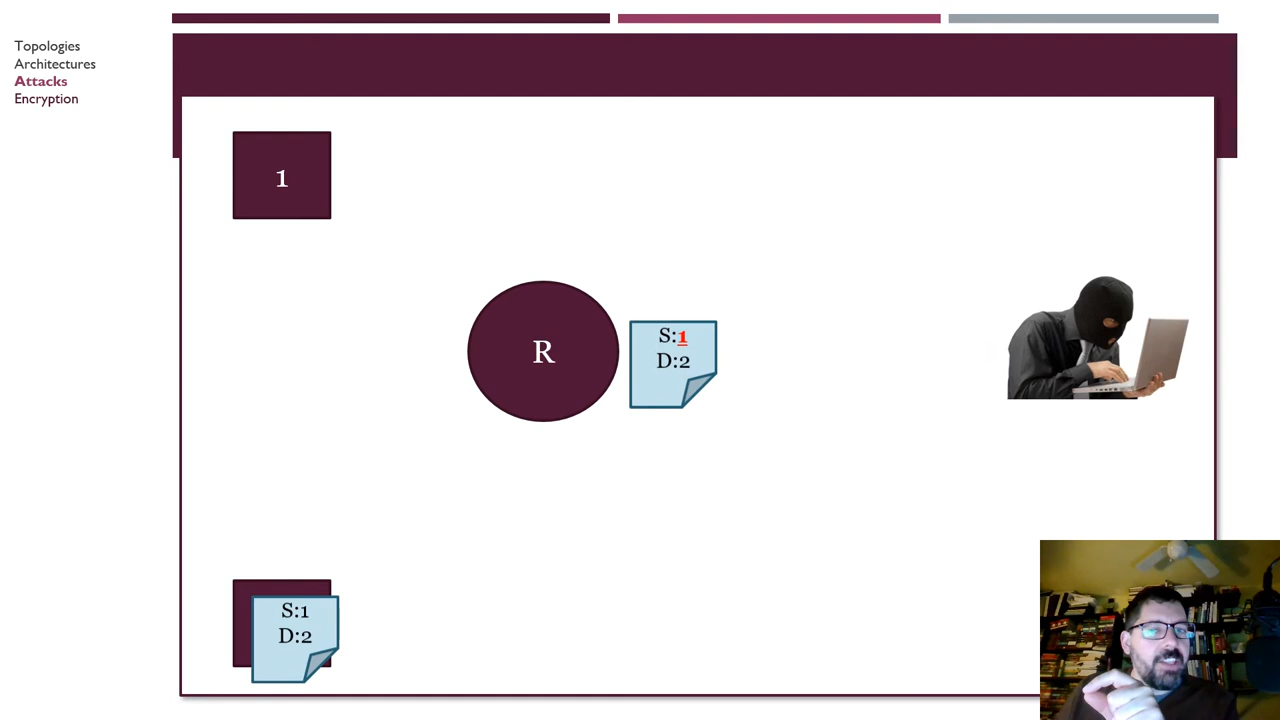 Topologies
Architectures
Attacks
Encryption
1
R
S:1
D:2
S:1
D:2